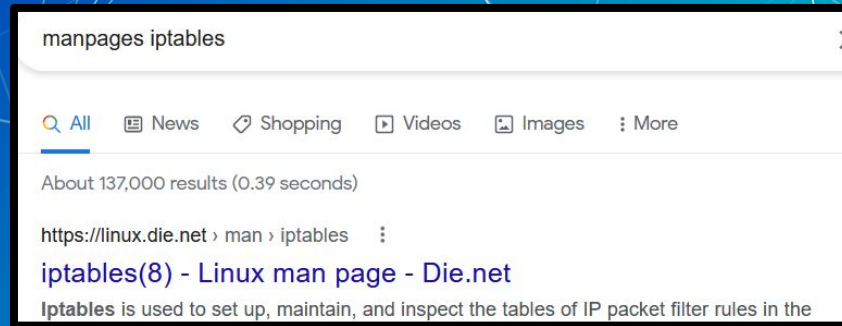 manpages iptables
All News Shopping Videos Images More
About 137,000 results (0.39 seconds)
https://linux.die.net › man › iptables
iptables(8) - Linux man page - Die.net
Iptables is used to set up, maintain, and inspect the tables of IP packet filter rules in the